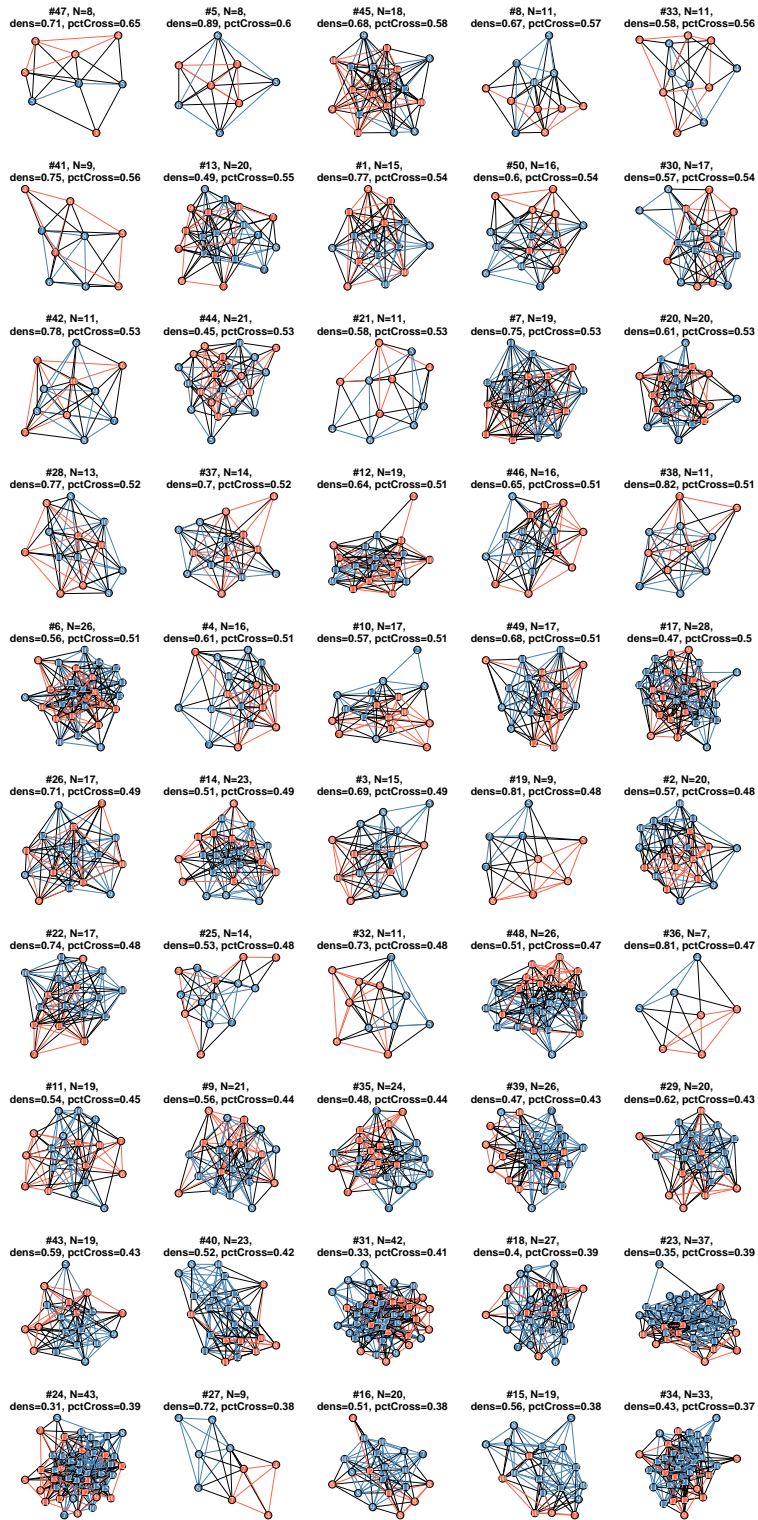 #47, N=8,
dens=0.71, pctCross=0.65
#5, N=8,
dens=0.89, pctCross=0.6
#45, N=18,
dens=0.68, pctCross=0.58
#8, N=11,
dens=0.67, pctCross=0.57
#33, N=11,
dens=0.58, pctCross=0.56
#41, N=9,
dens=0.75, pctCross=0.56
#13, N=20,
dens=0.49, pctCross=0.55
#1, N=15,
dens=0.77, pctCross=0.54
#50, N=16,
dens=0.6, pctCross=0.54
#30, N=17,
dens=0.57, pctCross=0.54
#42, N=11,
dens=0.78, pctCross=0.53
#44, N=21,
dens=0.45, pctCross=0.53
#21, N=11,
dens=0.58, pctCross=0.53
#7, N=19,
dens=0.75, pctCross=0.53
#20, N=20,
dens=0.61, pctCross=0.53
#28, N=13,
dens=0.77, pctCross=0.52
#37, N=14,
dens=0.7, pctCross=0.52
#12, N=19,
dens=0.64, pctCross=0.51
#46, N=16,
dens=0.65, pctCross=0.51
#38, N=11,
dens=0.82, pctCross=0.51
#6, N=26,
dens=0.56, pctCross=0.51
#4, N=16,
dens=0.61, pctCross=0.51
#10, N=17,
dens=0.57, pctCross=0.51
#49, N=17,
dens=0.68, pctCross=0.51
#17, N=28,
dens=0.47, pctCross=0.5
#26, N=17,
dens=0.71, pctCross=0.49
#14, N=23,
dens=0.51, pctCross=0.49
#3, N=15,
dens=0.69, pctCross=0.49
#19, N=9,
dens=0.81, pctCross=0.48
#2, N=20,
dens=0.57, pctCross=0.48
#22, N=17,
dens=0.74, pctCross=0.48
#25, N=14,
dens=0.53, pctCross=0.48
#32, N=11,
dens=0.73, pctCross=0.48
#48, N=26,
dens=0.51, pctCross=0.47
#36, N=7,
dens=0.81, pctCross=0.47
#11, N=19,
dens=0.54, pctCross=0.45
#9, N=21,
dens=0.56, pctCross=0.44
#35, N=24,
dens=0.48, pctCross=0.44
#39, N=26,
dens=0.47, pctCross=0.43
#29, N=20,
dens=0.62, pctCross=0.43
#43, N=19,
dens=0.59, pctCross=0.43
#40, N=23,
dens=0.52, pctCross=0.42
#31, N=42,
dens=0.33, pctCross=0.41
#18, N=27,
dens=0.4, pctCross=0.39
#23, N=37,
dens=0.35, pctCross=0.39
#24, N=43,
dens=0.31, pctCross=0.39
#27, N=9,
dens=0.72, pctCross=0.38
#16, N=20,
dens=0.51, pctCross=0.38
#15, N=19,
dens=0.56, pctCross=0.38
#34, N=33,
dens=0.43, pctCross=0.37